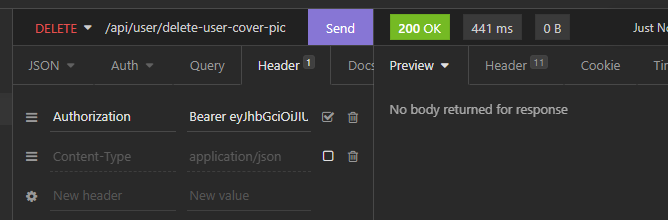 DELETE /api/user/delete-user-cover-pic Send 200 OK 441 ms 0 B Just No
JSON Auth Query Header 1 Docs Preview Header 11 Cookie Tin
Authorization Bearer eyJhbGciOiJIU
No body returned for response
Content-Type application/json
New header New value